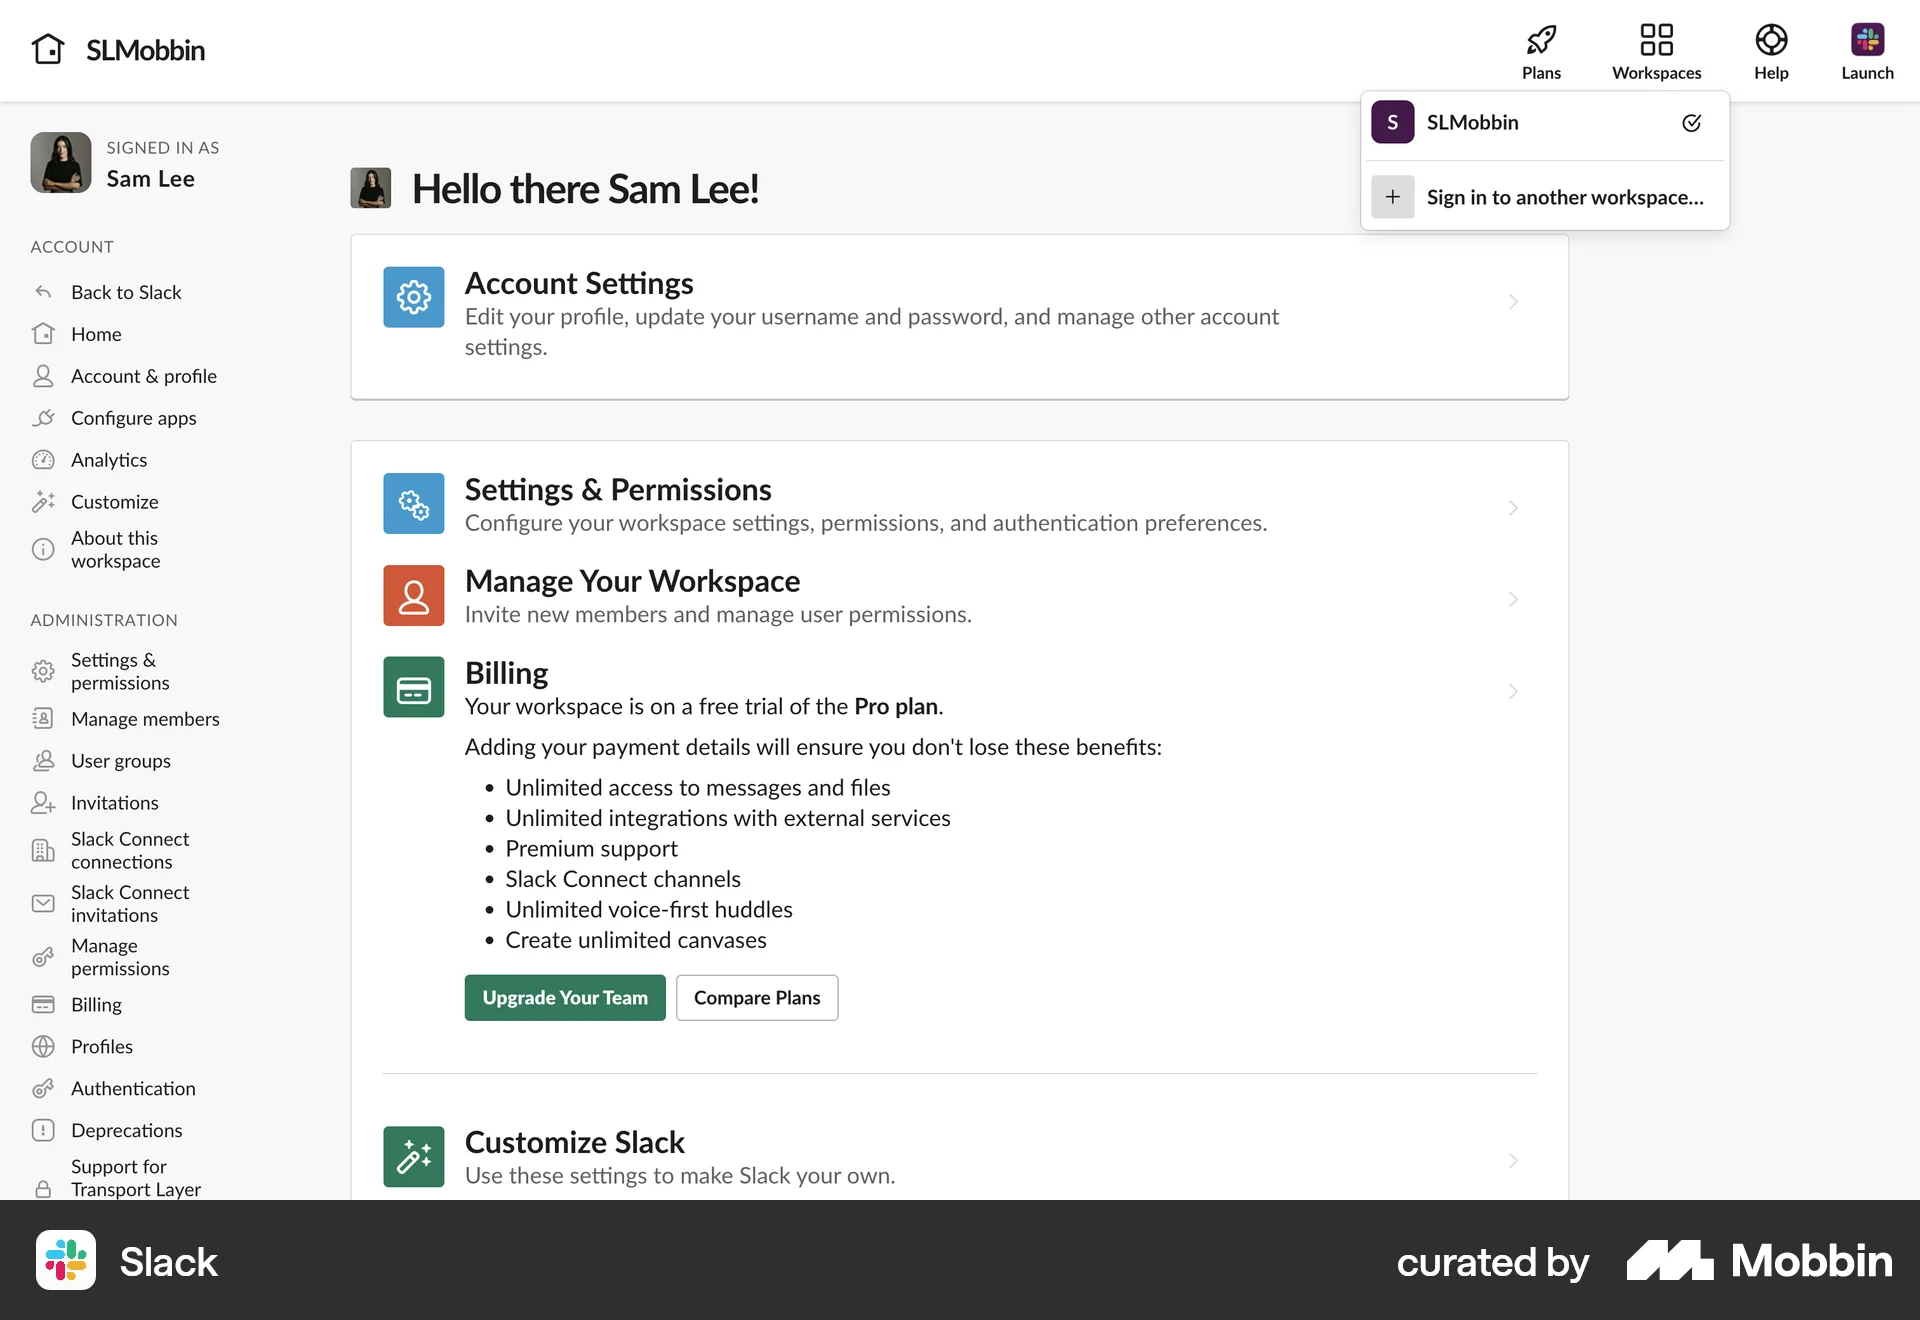 SLMobbin
Plans
Workspaces
Help
Launch
S
SLMobbin
Sign in to another workspace...
SIGNED IN AS
Sam Lee
ACCOUNT
Back to Slack
Home
Account & profile
Configure apps
Analytics
Customize
About this
workspace
ADMINISTRATION
Settings &
permissions
Manage members
User groups
Invitations
Slack Connect
connections
Slack Connect
invitations
Manage
permissions
Billing
Profiles
Authentication
Deprecations
Support for
Transport Layer
Hello there Sam Lee!
Account Settings
Edit your profile, update your username and password, and manage other account
settings.
Settings & Permissions
Configure your workspace settings, permissions, and authentication preferences.
Manage Your Workspace
Invite new members and manage user permissions.
Billing
Your workspace is on a free trial of the Pro plan.
Adding your payment details will ensure you don't lose these benefits:
• Unlimited access to messages and files
• Unlimited integrations with external services
• Premium support
• Slack Connect channels
• Unlimited voice-first huddles
• Create unlimited canvases
Upgrade Your Team
Compare Plans
Customize Slack
Use these settings to make Slack your own.
Slack
curated by
Mobbin